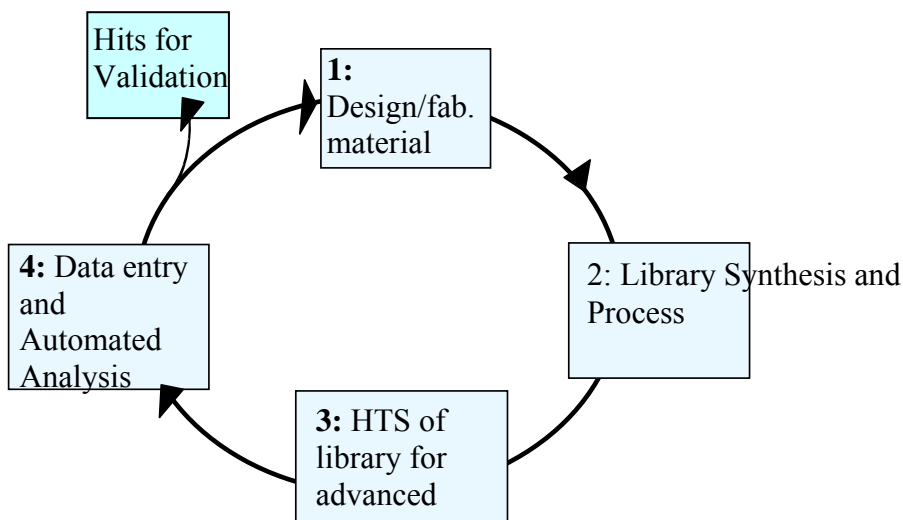 Hits for
Validation
1:
Design/fab.
material
2: Library Synthesis and
Process
3: HTS of
library for
advanced
4: Data entry
and
Automated
Analysis